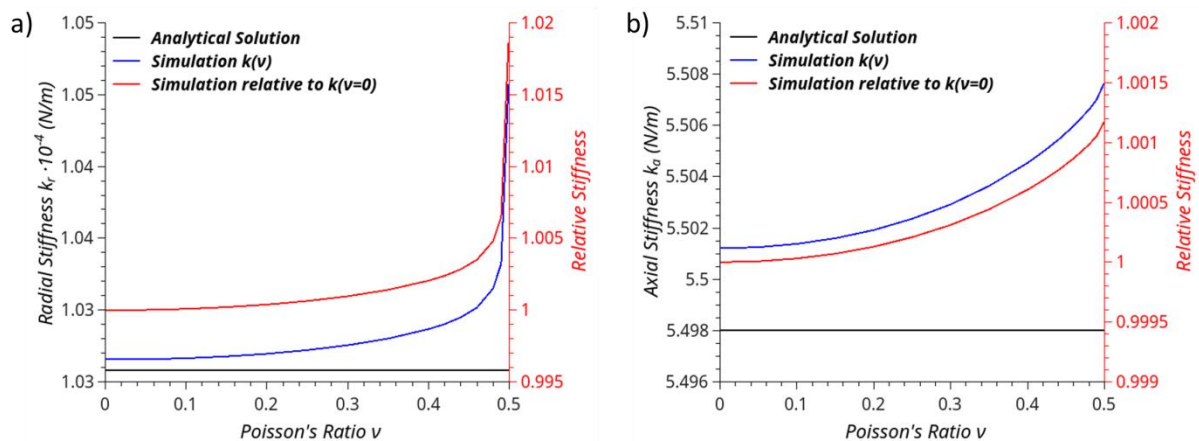 a)
Analytical Solution
Simulation k(ν)
Simulation relative to k(ν=0)
Radial Stiffness kᵣ ·10⁻⁴ (N/m)
1.05
1.05
1.04
1.04
1.03
1.03
0 0.1 0.2 0.3 0.4 0.5
Poisson's Ratio ν
1.02
1.015
1.01
1.005
1
0.995
Relative Stiffness
b)
Analytical Solution
Simulation k(ν)
Simulation relative to k(ν=0)
Axial Stiffness kₐ (N/m)
5.51
5.508
5.506
5.504
5.502
5.5
5.498
5.496
0 0.1 0.2 0.3 0.4 0.5
Poisson's Ratio ν
1.002
1.0015
1.001
1.0005
1
0.9995
0.999
Relative Stiffness